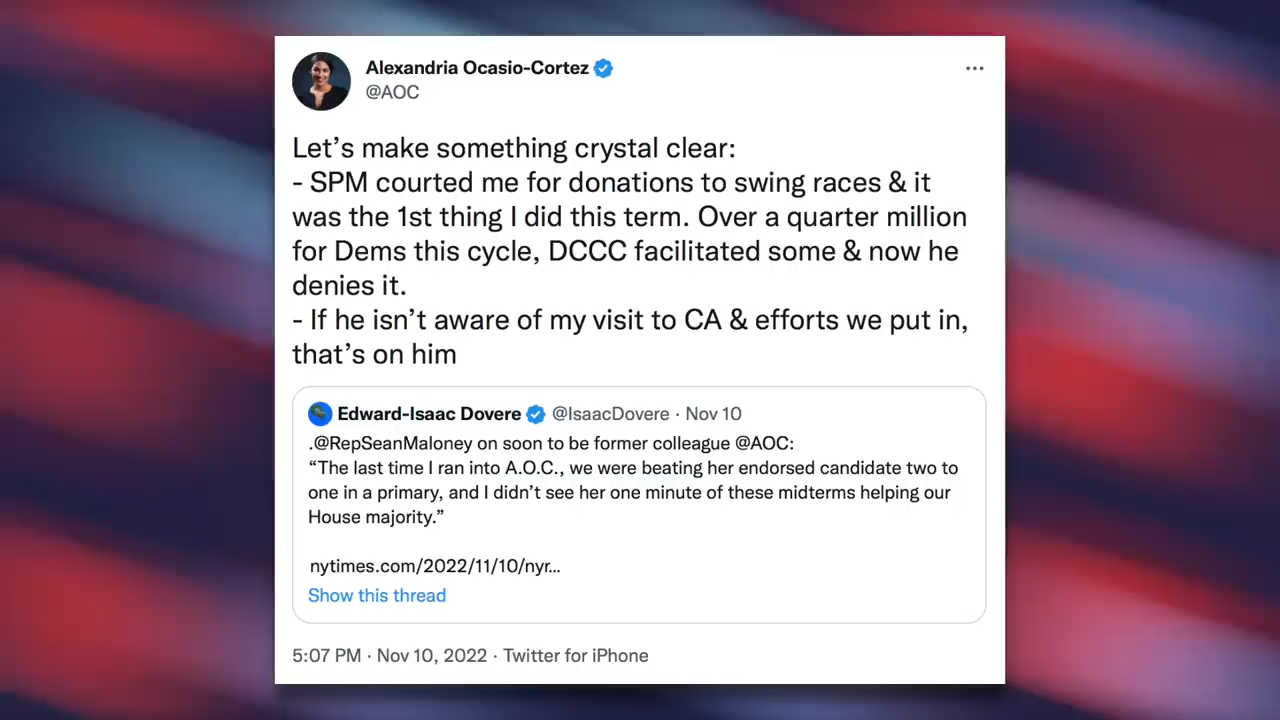 Alexandria Ocasio-Cortez
@AOC
Let’s make something crystal clear:
- SPM courted me for donations to swing races & it
was the 1st thing I did this term. Over a quarter million
for Dems this cycle, DCCC facilitated some & now he
denies it.
- If he isn’t aware of my visit to CA & efforts we put in,
that’s on him
Edward-Isaac Dovere @IsaacDovere · Nov 10
.@RepSeanMaloney on soon to be former colleague @AOC:
“The last time I ran into A.O.C., we were beating her endorsed candidate two to
one in a primary, and I didn’t see her one minute of these midterms helping our
House majority.”
nytimes.com/2022/11/10/nyr...
Show this thread
5:07 PM · Nov 10, 2022 · Twitter for iPhone